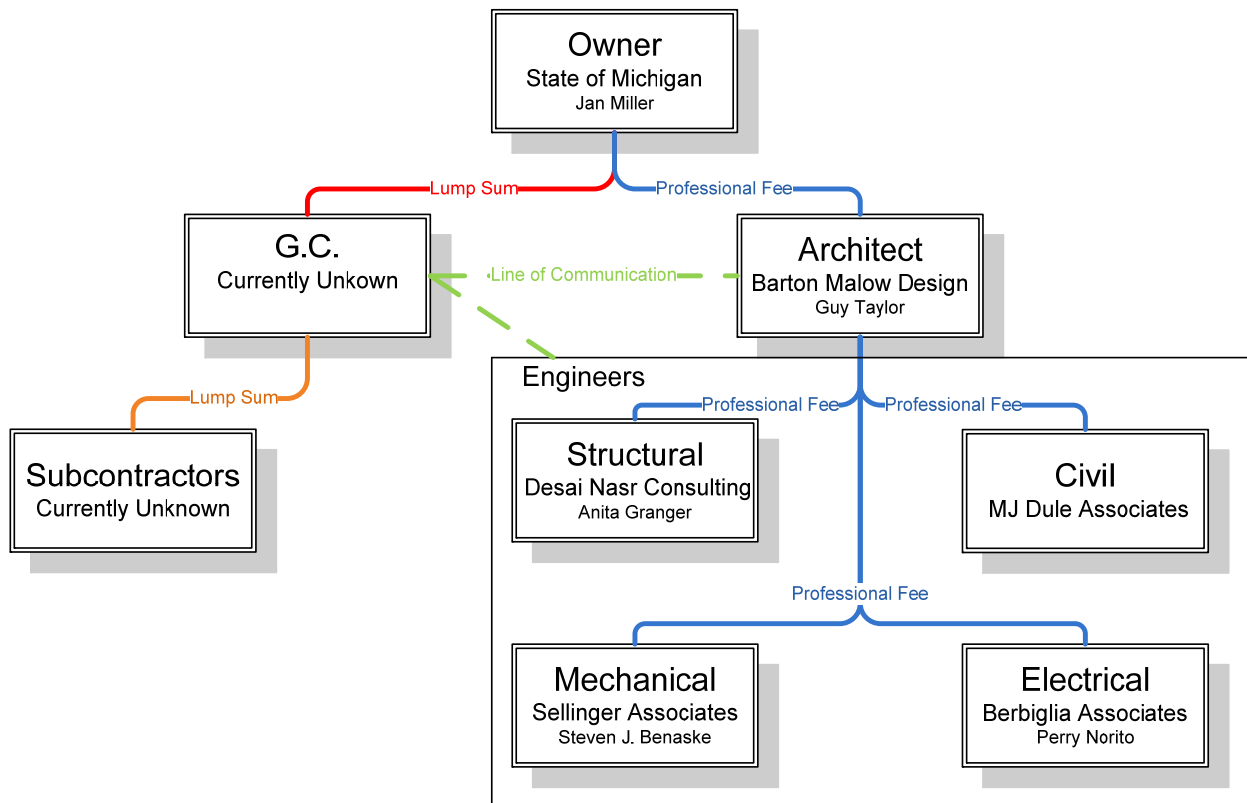 Owner
State of Michigan
Jan Miller
Lump Sum
Professional Fee
G.C.
Currently Unkown
Line of Communication
Architect
Barton Malow Design
Guy Taylor
Engineers
Lump Sum
Professional Fee
Professional Fee
Subcontractors
Currently Unknown
Structural
Desai Nasr Consulting
Anita Granger
Civil
MJ Dule Associates
Professional Fee
Mechanical
Sellinger Associates
Steven J. Benaske
Electrical
Berbiglia Associates
Perry Norito